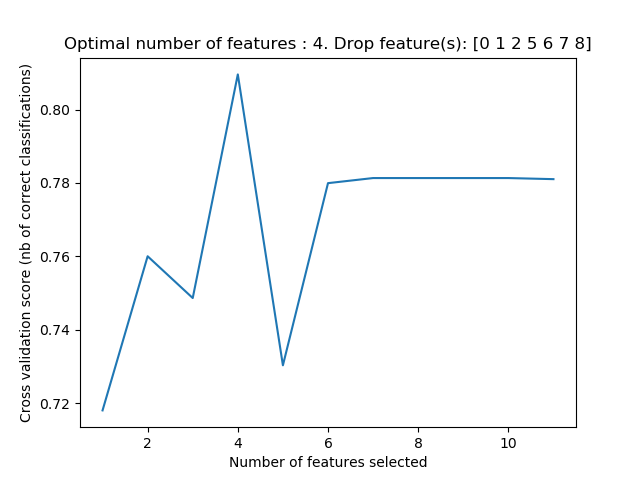 Optimal number of features : 4. Drop feature(s): [0 1 2 5 6 7 8]
Cross validation score (nb of correct classifications)
0.80
0.78
0.76
0.74
0.72
2 4 6 8 10
Number of features selected